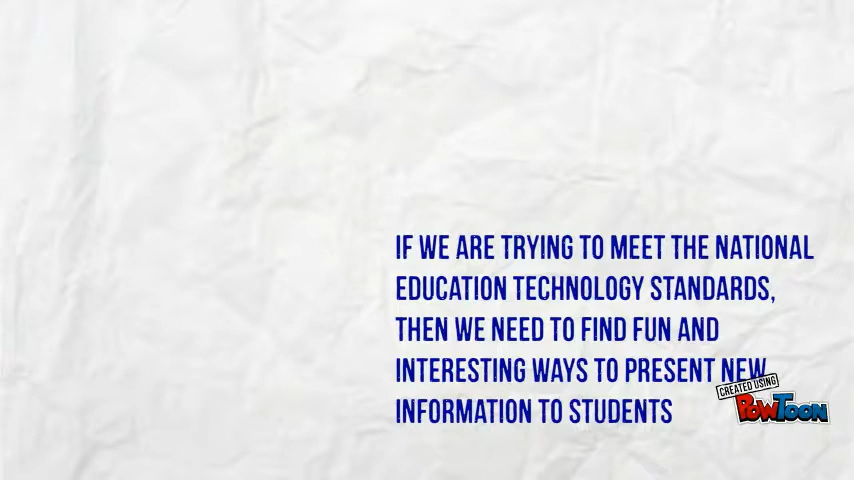 IF WE ARE TRYING TO MEET THE NATIONAL
EDUCATION TECHNOLOGY STANDARDS,
THEN WE NEED TO FIND FUN AND
INTERESTING WAYS TO PRESENT NEW
INFORMATION TO STUDENTS
CREATED USING
POWTOON